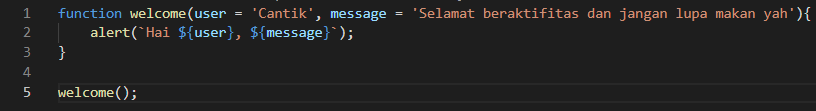 1 function welcome(user = 'Cantik', message = 'Selamat beraktifitas dan jangan lupa makan yah'){
2     alert(`Hai ${user}, ${message}`);
3 }
4
5 welcome();